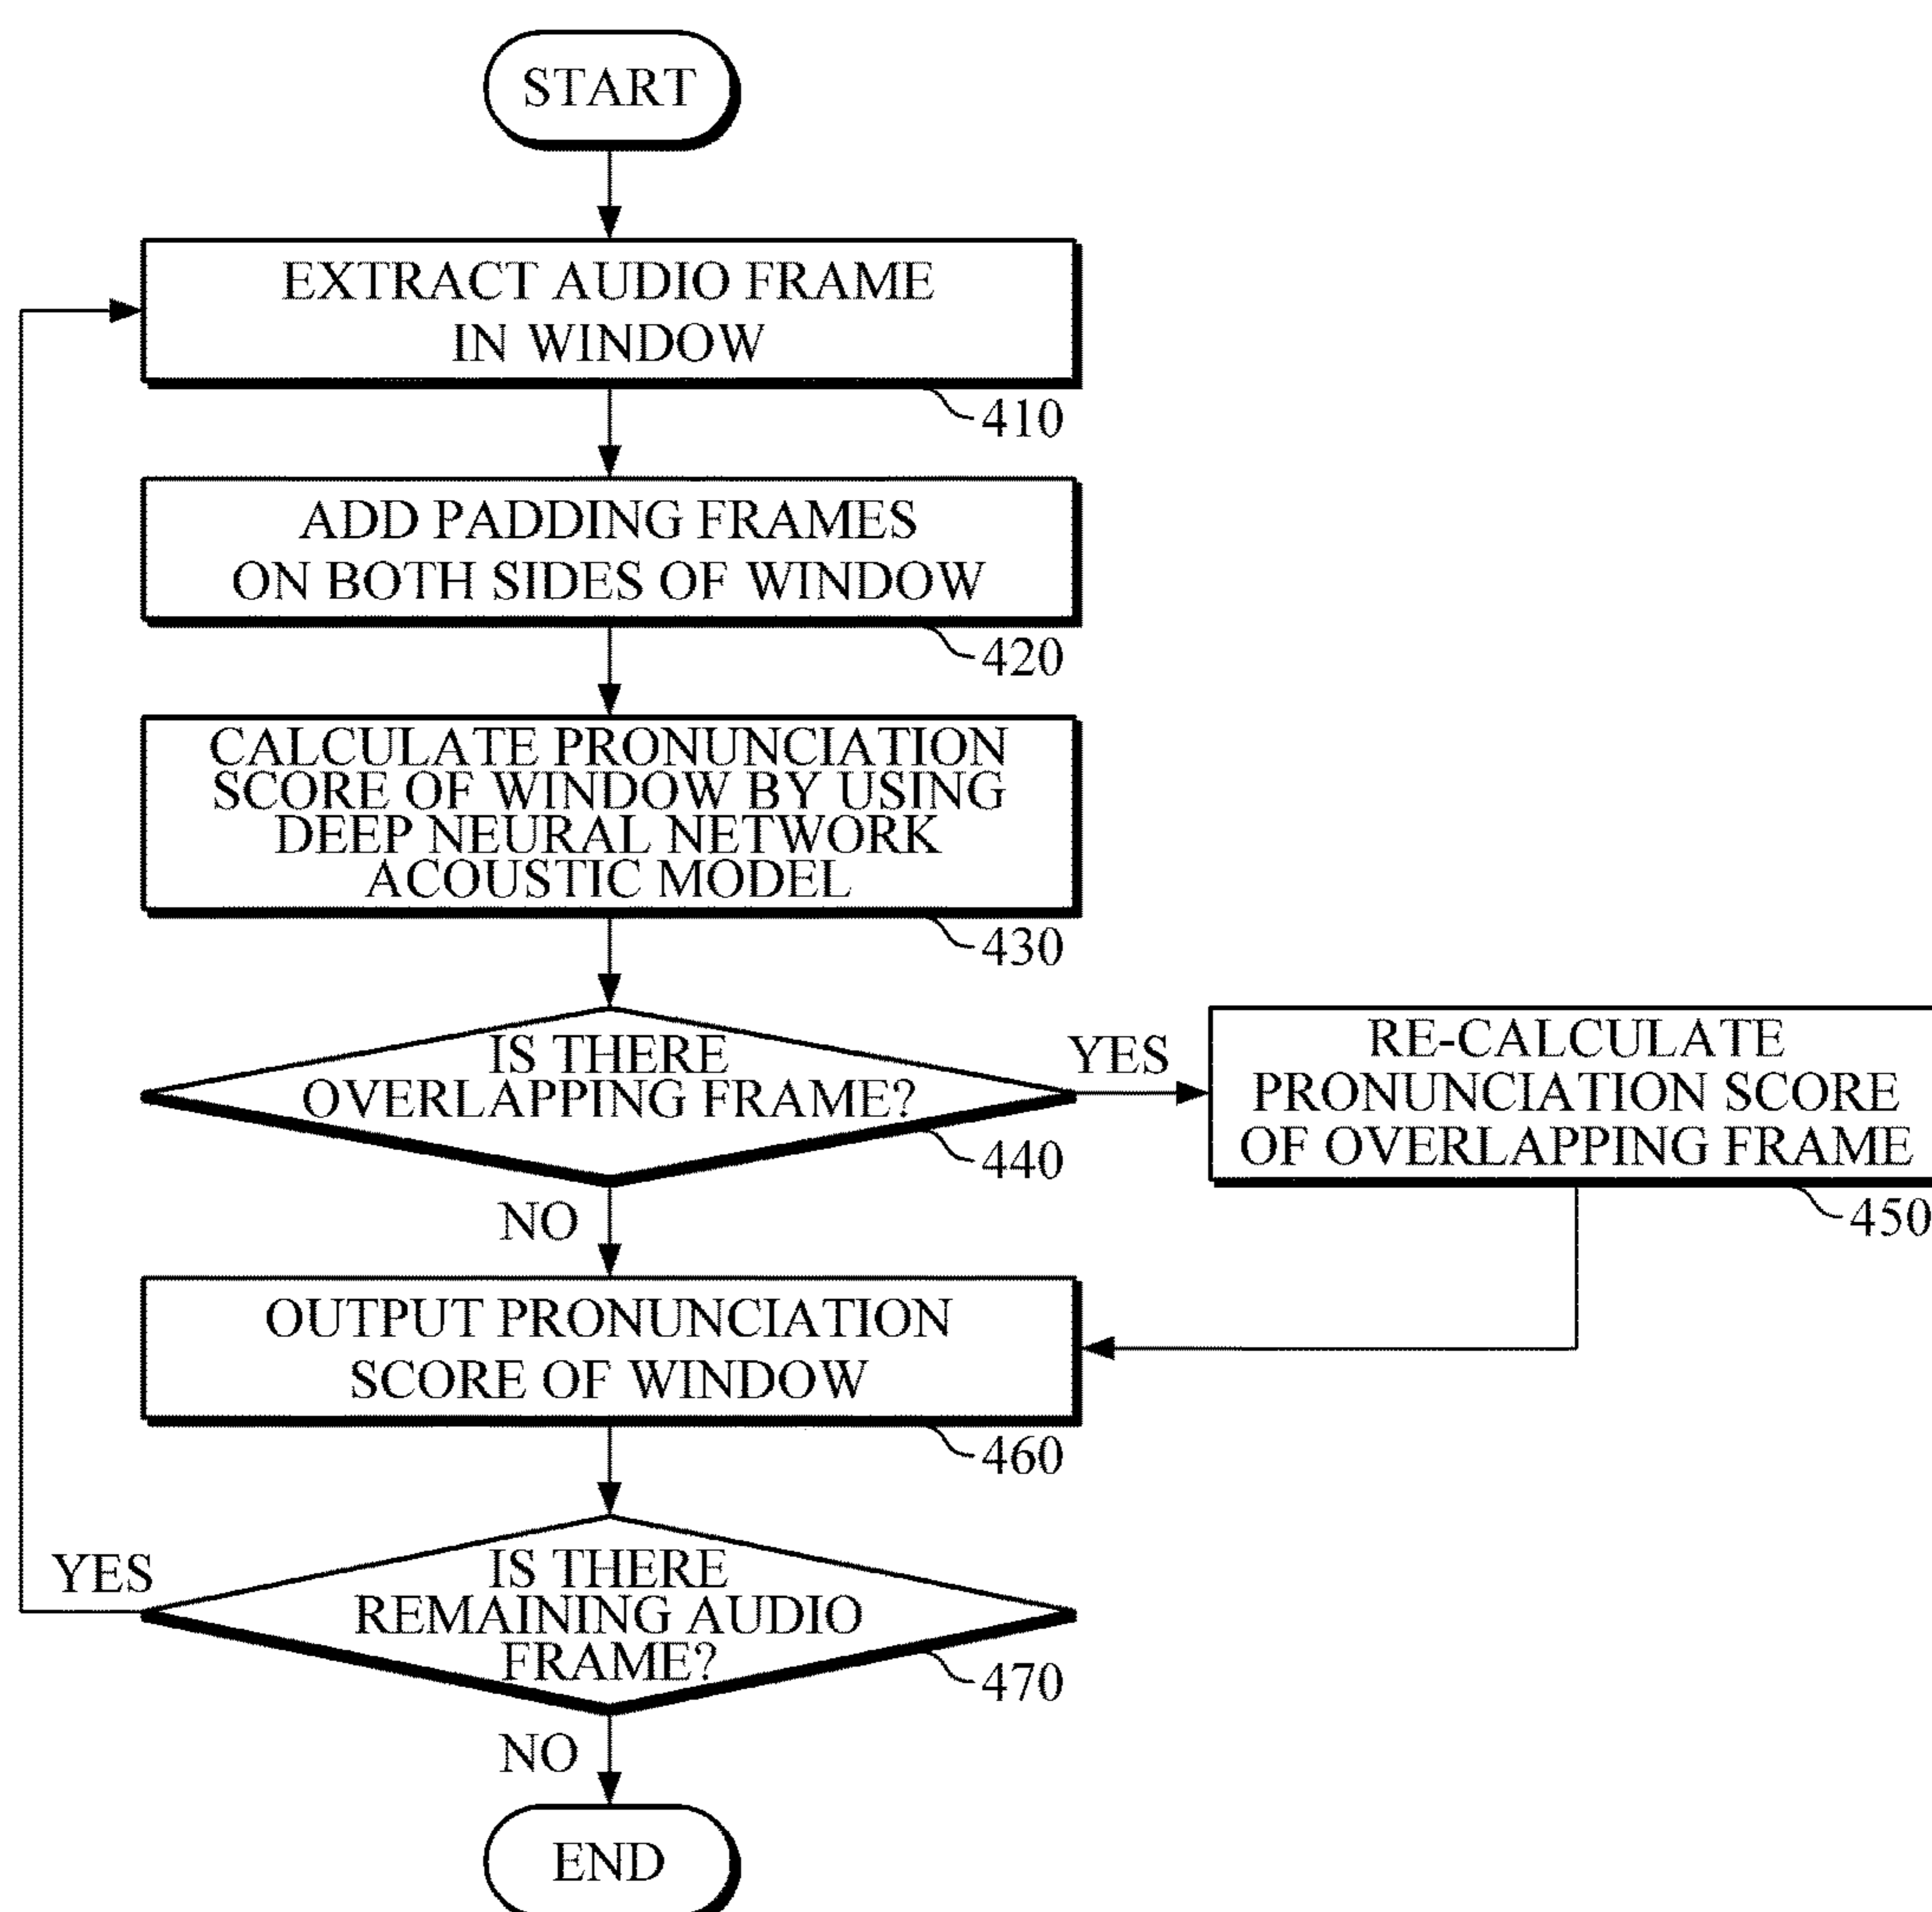 START
EXTRACT AUDIO FRAME
IN WINDOW
410
ADD PADDING FRAMES
ON BOTH SIDES OF WINDOW
420
CALCULATE PRONUNCIATION
SCORE OF WINDOW BY USING
DEEP NEURAL NETWORK
ACOUSTIC MODEL
430
IS THERE
OVERLAPPING FRAME?
440
YES
RE-CALCULATE
PRONUNCIATION SCORE
OF OVERLAPPING FRAME
450
NO
OUTPUT PRONUNCIATION
SCORE OF WINDOW
460
YES
IS THERE
REMAINING AUDIO
FRAME?
470
NO
END